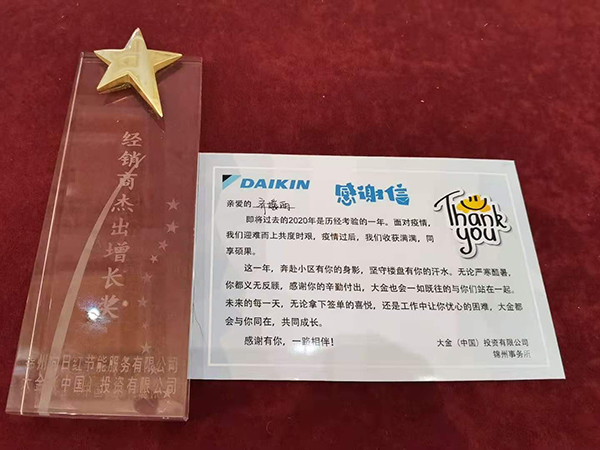 经销商杰出增长奖
州向日红节能服务有限公司
大金（中国）投资有限公司
DAIKIN
感谢信
Thank
you
亲爱的
即将过去的2020年是历经考验的一年。面对疫情，
我们迎难而上共度时艰，疫情过后，我们收获满满，同
享硕果。
这一年，奔赴小区有你的身影，坚守楼盘有你的汗水。无论严寒酷暑，
你都义无反顾，感谢你的辛勤付出，大金也会一如既往的与你们站在一起。
未来的每一天，无论拿下签单的喜悦，还是工作中让你忧心的困难，大金都
会与你同在，共同成长。
感谢有你，一路相伴！
大金（中国）投资有限公司
锦州事务所